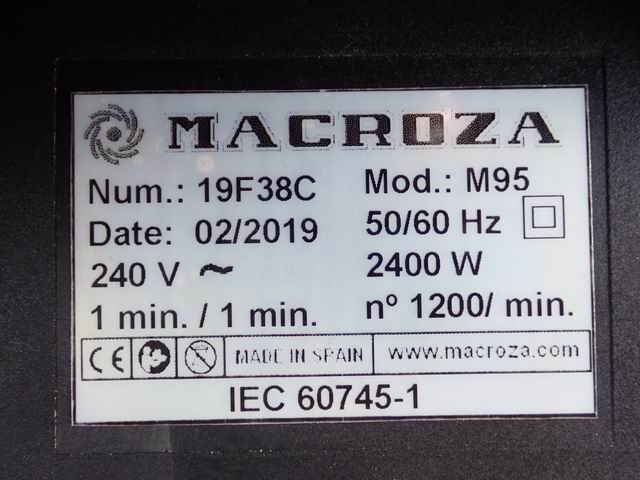 MACROZA
Num.: 19F38C Mod.: M95
Date: 02/2019 50/60 Hz
240 V ~ 2400 W
1 min. / 1 min. nº 1200/ min.
CE MADE IN SPAIN www.macroza.com
IEC 60745-1